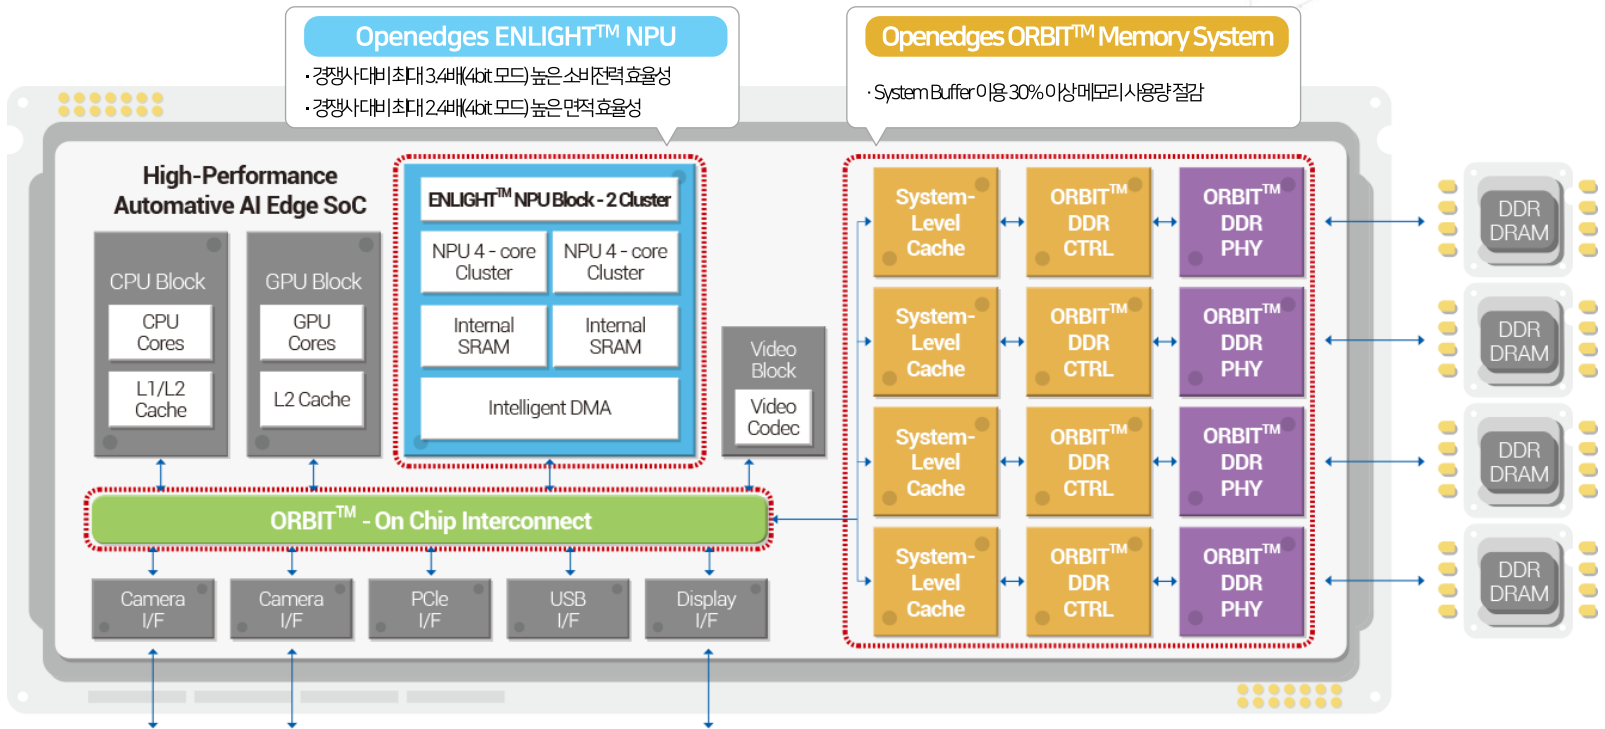 Openedges ENLIGHT™ NPU
· 경쟁사 대비 최대 3.4배(4bit 모드) 높은 소비전력 효율성
· 경쟁사 대비 최대 2.4배(4bit 모드) 높은 면적 효율성
Openedges ORBIT™ Memory System
· System Buffer 이용 30% 이상 메모리 사용량 절감
High-Performance
Automative AI Edge SoC
CPU Block
CPU
Cores
L1/L2
Cache
GPU Block
GPU
Cores
L2 Cache
ENLIGHT™ NPU Block - 2 Cluster
NPU 4 - core
Cluster
NPU 4 - core
Cluster
Internal
SRAM
Internal
SRAM
Intelligent DMA
Video
Block
Video
Codec
ORBIT™ - On Chip Interconnect
Camera
I/F
Camera
I/F
PCIe
I/F
USB
I/F
Display
I/F
System-
Level
Cache
ORBIT™
DDR
CTRL
ORBIT™
DDR
PHY
DDR
DRAM
System-
Level
Cache
ORBIT™
DDR
CTRL
ORBIT™
DDR
PHY
DDR
DRAM
System-
Level
Cache
ORBIT™
DDR
CTRL
ORBIT™
DDR
PHY
DDR
DRAM
System-
Level
Cache
ORBIT™
DDR
CTRL
ORBIT™
DDR
PHY
DDR
DRAM